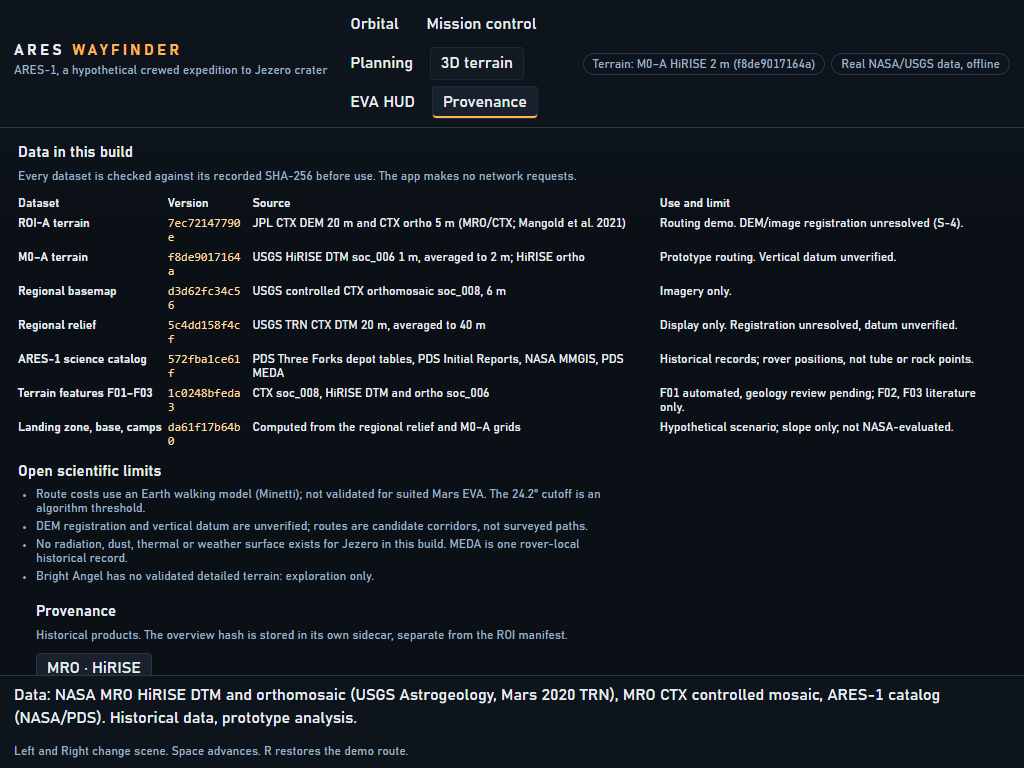 ARES WAYFINDER
ARES-1, a hypothetical crewed expedition to Jezero crater
Orbital
Mission control
Planning
3D terrain
EVA HUD
Provenance
Terrain: M0-A HiRISE 2 m (f8de9017164a)
Real NASA/USGS data, offline
Data in this build
Every dataset is checked against its recorded SHA-256 before use. The app makes no network requests.
Dataset Version Source Use and limit
ROI-A terrain 7ec72147790 JPL CTX DEM 20 m and CTX ortho 5 m (MRO/CTX; Mangold et al. 2021) Routing demo. DEM/image registration unresolved (S-4).
e
M0-A terrain f8de9017164 USGS HiRISE DTM soc_006 1 m, averaged to 2 m; HiRISE ortho Prototype routing. Vertical datum unverified.
a
Regional basemap d3d62fc34c5 USGS controlled CTX orthomosaic soc_008, 6 m Imagery only.
6
Regional relief 5c4dd158f4c USGS TRN CTX DTM 20 m, averaged to 40 m Display only. Registration unresolved, datum unverified.
f
ARES-1 science catalog 572fba1ce61 PDS Three Forks depot tables, PDS Initial Reports, NASA MMGIS, PDS Historical records; rover positions, not tube or rock points.
f MEDA
Terrain features F01-F03 1c0248bfeda CTX soc_008, HiRISE DTM and ortho soc_006 F01 automated, geology review pending; F02, F03 literature
3 only.
Landing zone, base, camps da61f17b64b Computed from the regional relief and M0-A grids Hypothetical scenario; slope only; not NASA-evaluated.
0
Open scientific limits
• Route costs use an Earth walking model (Minetti); not validated for suited Mars EVA. The 24.2° cutoff is an
algorithm threshold.
• DEM registration and vertical datum are unverified; routes are candidate corridors, not surveyed paths.
• No radiation, dust, thermal or weather surface exists for Jezero in this build. MEDA is one rover-local
historical record.
• Bright Angel has no validated detailed terrain: exploration only.
Provenance
Historical products. The overview hash is stored in its own sidecar, separate from the ROI manifest.
MRO · HiRISE
Data: NASA MRO HiRISE DTM and orthomosaic (USGS Astrogeology, Mars 2020 TRN), MRO CTX controlled mosaic, ARES-1 catalog
(NASA/PDS). Historical data, prototype analysis.
Left and Right change scene. Space advances. R restores the demo route.